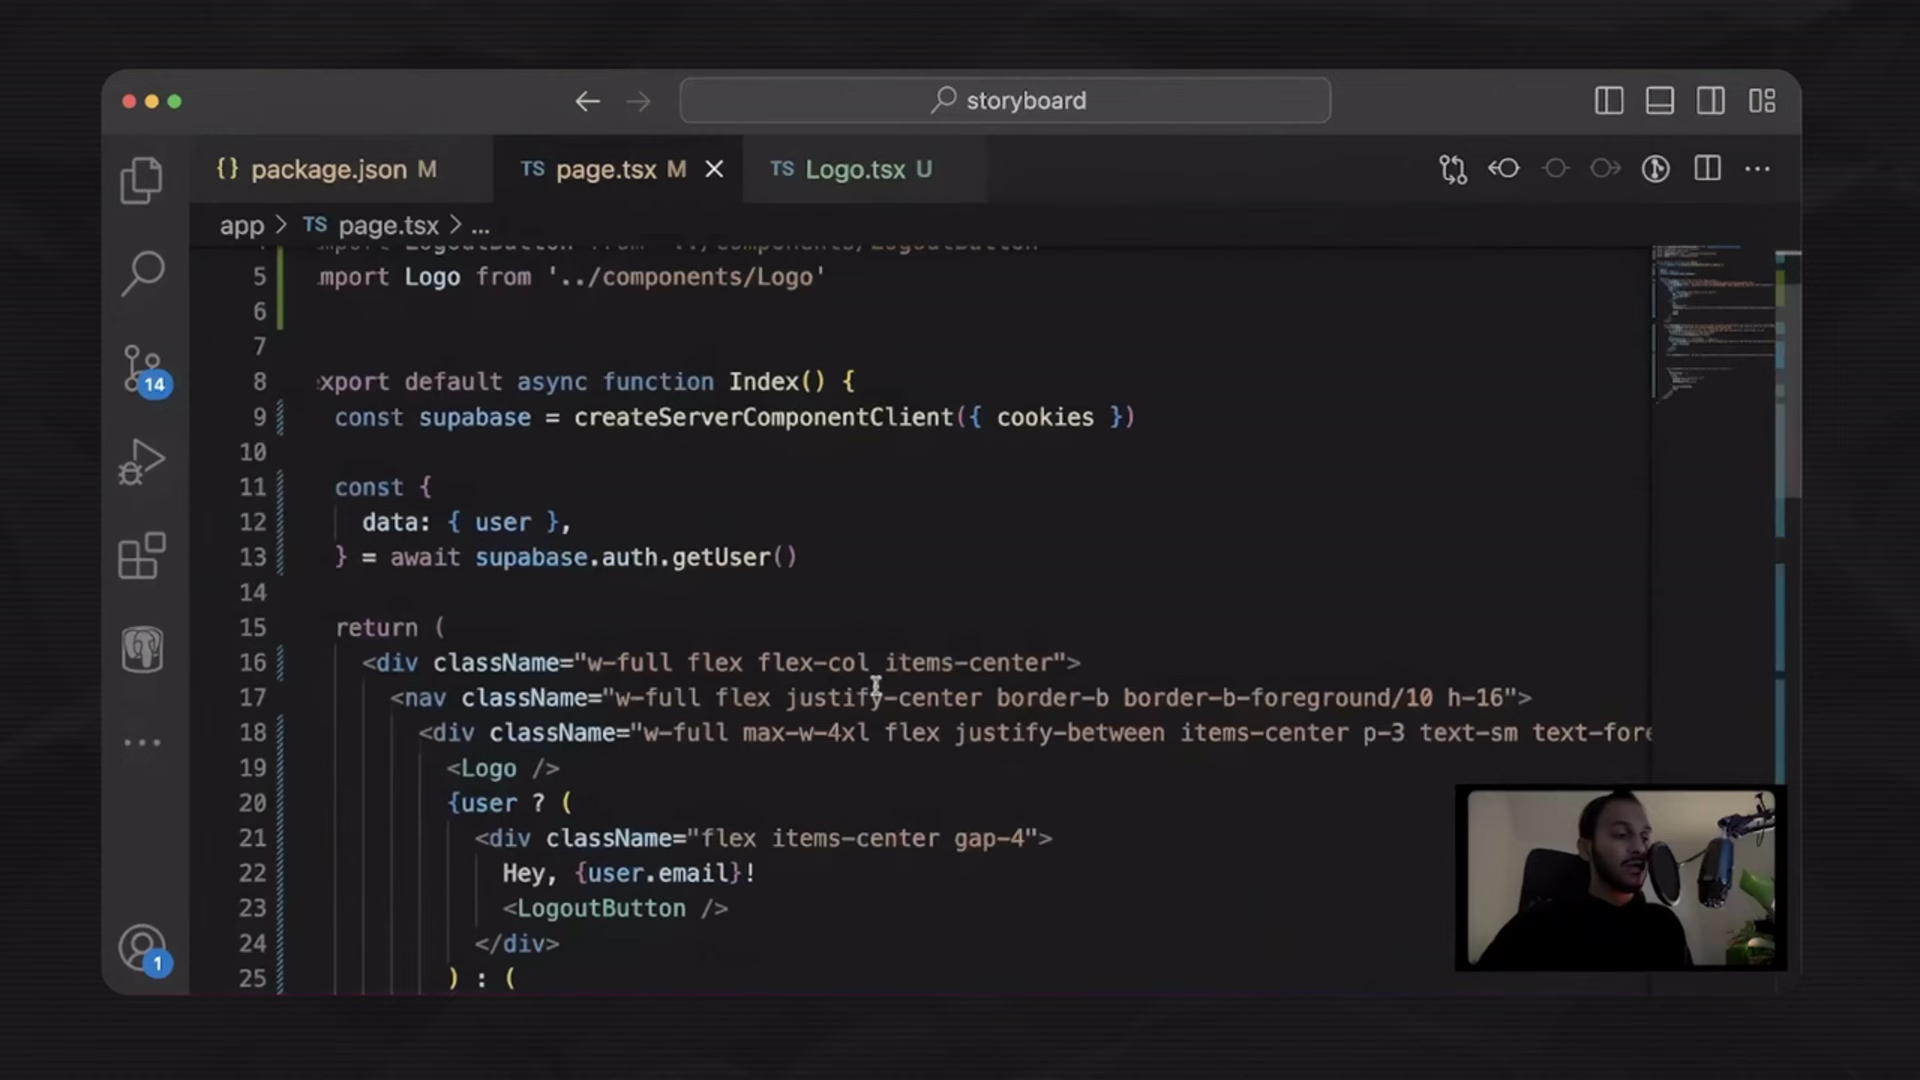 storyboard
{} package.json M
TS page.tsx M
TS Logo.tsx U
app > TS page.tsx > ...
import LogoutButton from '../components/LogoutButton'
5 mport Logo from '../components/Logo'
6
7
8 xport default async function Index() {
9 const supabase = createServerComponentClient({ cookies })
10
11 const {
12 data: { user },
13 } = await supabase.auth.getUser()
14
15 return (
16 <div className="w-full flex flex-col items-center">
17 <nav className="w-full flex justify-center border-b border-b-foreground/10 h-16">
18 <div className="w-full max-w-4xl flex justify-between items-center p-3 text-sm text-fore
19 <Logo />
20 {user ? (
21 <div className="flex items-center gap-4">
22 Hey, {user.email}!
23 <LogoutButton />
24 </div>
25 ) : (
14
1